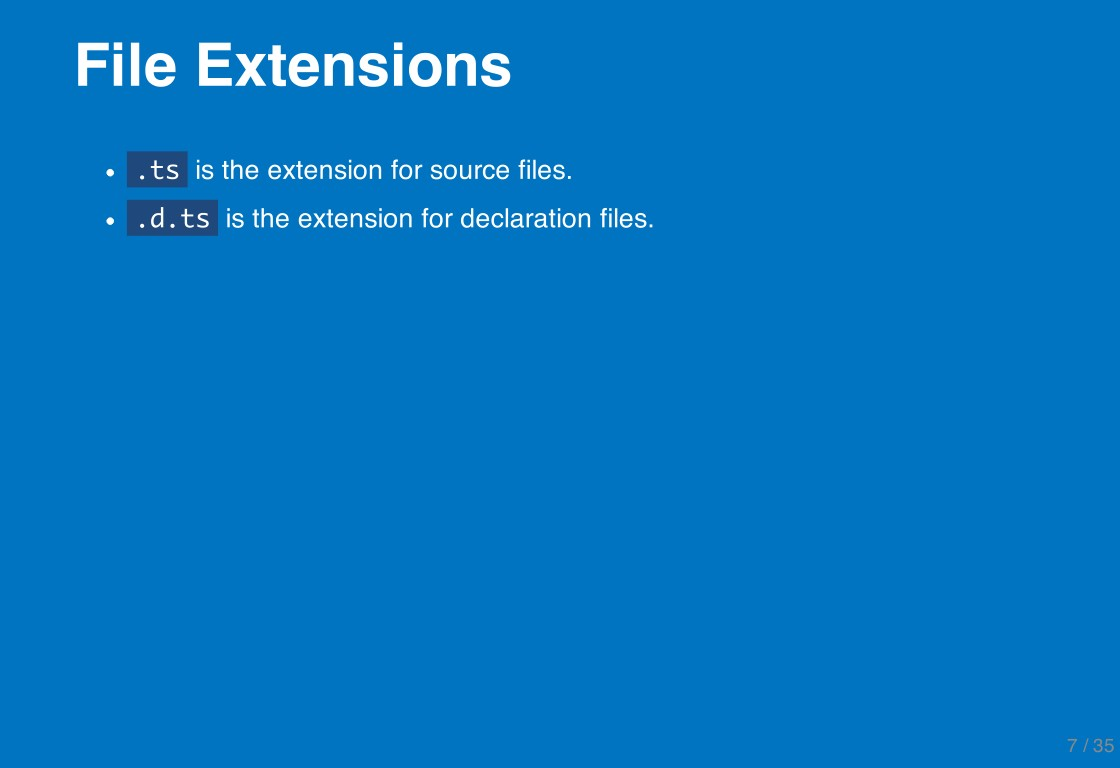 File Extensions
• .ts is the extension for source files.
• .d.ts is the extension for declaration files.
7 / 35